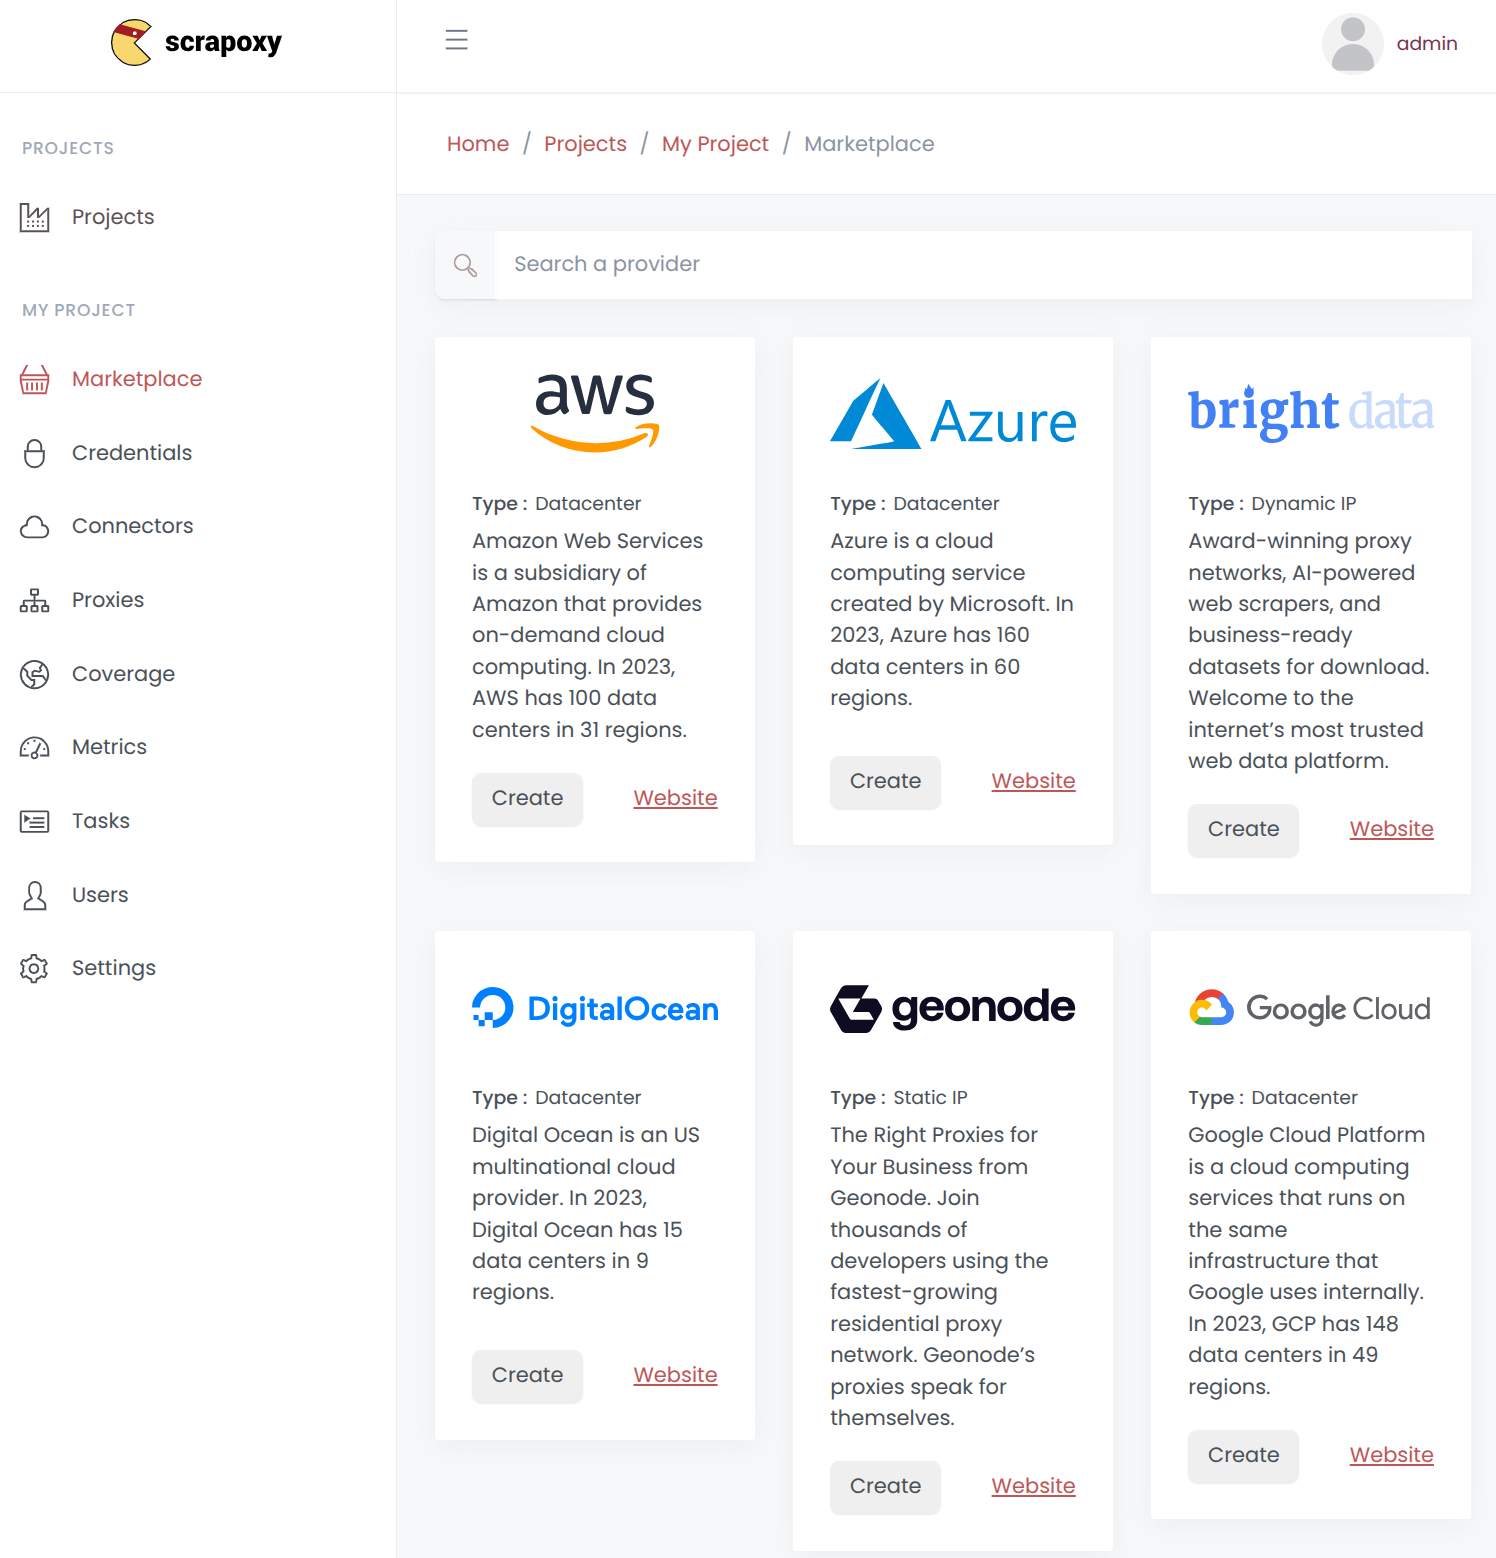 scrapoxy
admin
PROJECTS
Projects
MY PROJECT
Marketplace
Credentials
Connectors
Proxies
Coverage
Metrics
Tasks
Users
Settings
Home / Projects / My Project / Marketplace
Search a provider
aws
Type : Datacenter
Amazon Web Services
is a subsidiary of
Amazon that provides
on-demand cloud
computing. In 2023,
AWS has 100 data
centers in 31 regions.
Create Website
Azure
Type : Datacenter
Azure is a cloud
computing service
created by Microsoft. In
2023, Azure has 160
data centers in 60
regions.
Create Website
bright data
Type : Dynamic IP
Award-winning proxy
networks, AI-powered
web scrapers, and
business-ready
datasets for download.
Welcome to the
internet’s most trusted
web data platform.
Create Website
DigitalOcean
Type : Datacenter
Digital Ocean is an US
multinational cloud
provider. In 2023,
Digital Ocean has 15
data centers in 9
regions.
Create Website
geonode
Type : Static IP
The Right Proxies for
Your Business from
Geonode. Join
thousands of
developers using the
fastest-growing
residential proxy
network. Geonode’s
proxies speak for
themselves.
Create Website
Google Cloud
Type : Datacenter
Google Cloud Platform
is a cloud computing
services that runs on
the same
infrastructure that
Google uses internally.
In 2023, GCP has 148
data centers in 49
regions.
Create Website